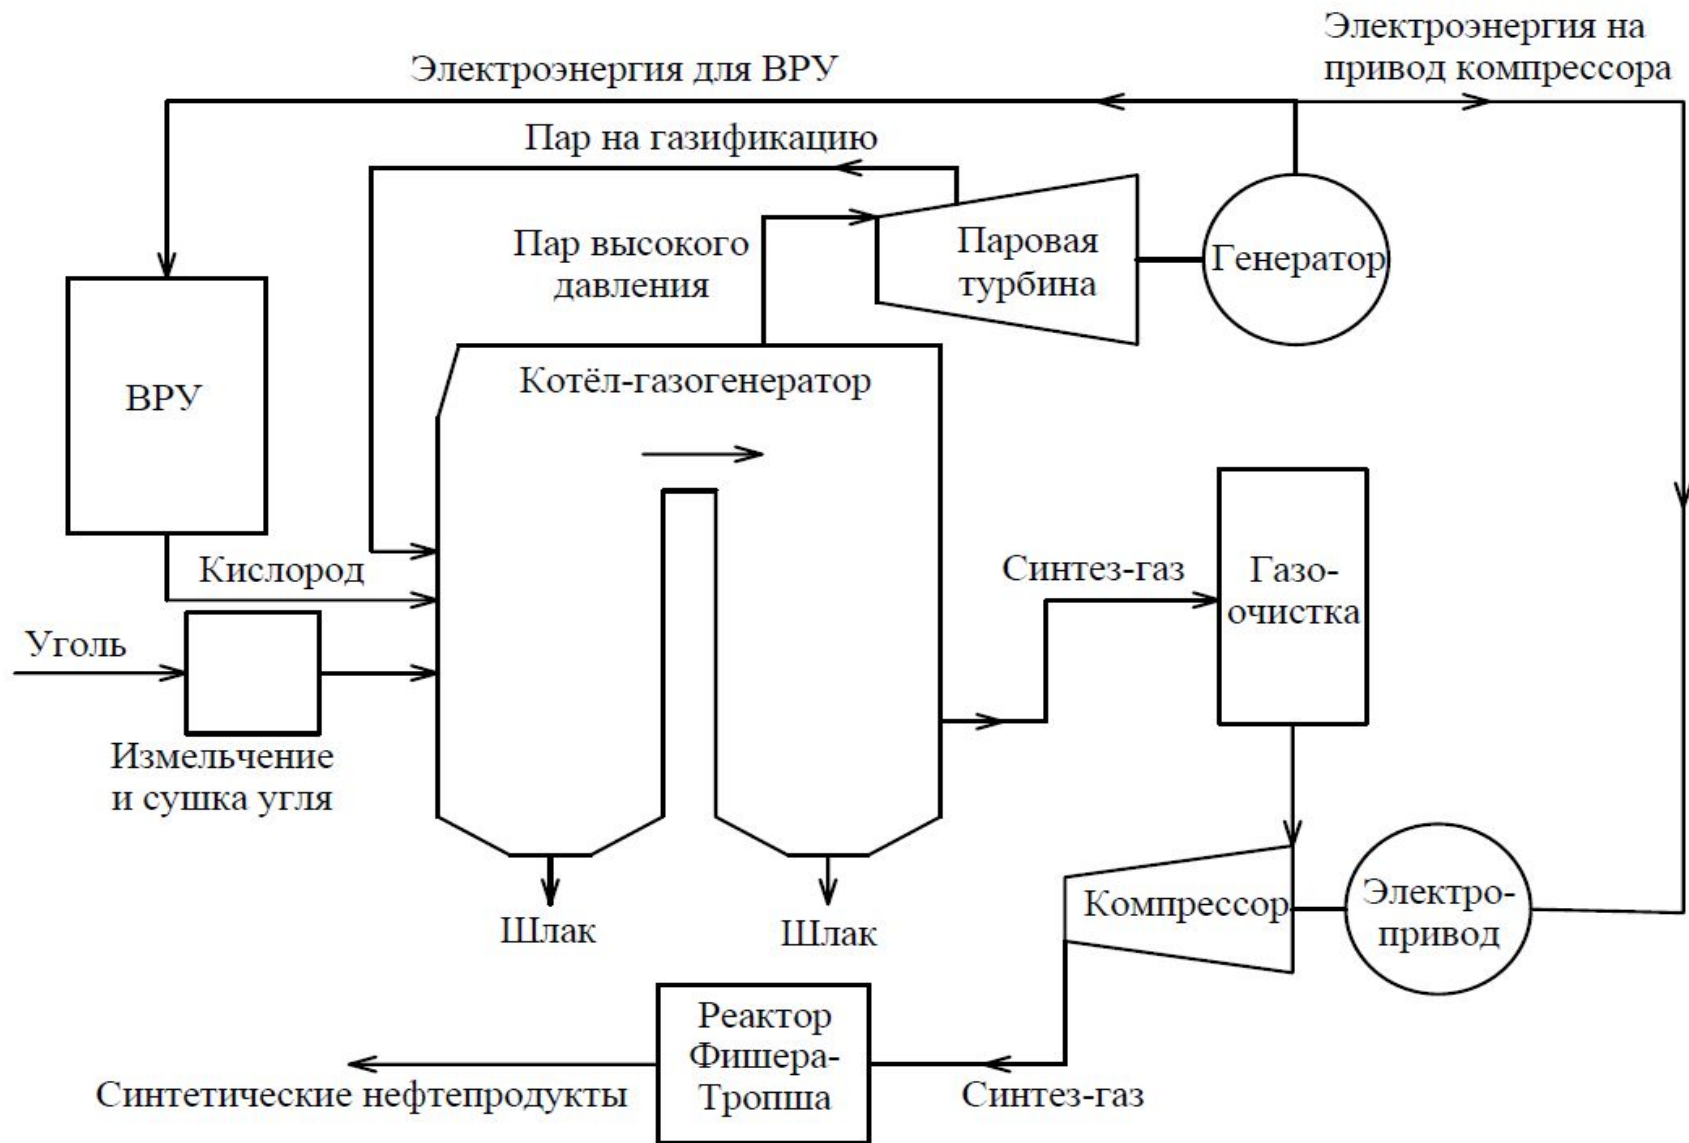 Электроэнергия на
привод компрессора
Электроэнергия для ВРУ
Пар на газификацию
Пар высокого
давления
Паровая
турбина
Генератор
Котёл-газогенератор
ВРУ
Кислород
Синтез-газ
Газо-
очистка
Уголь
Измельчение
и сушка угля
Компрессор
Электро-
привод
Шлак
Шлак
Реактор
Фишера-
Тропша
Синтетические нефтепродукты
Синтез-газ